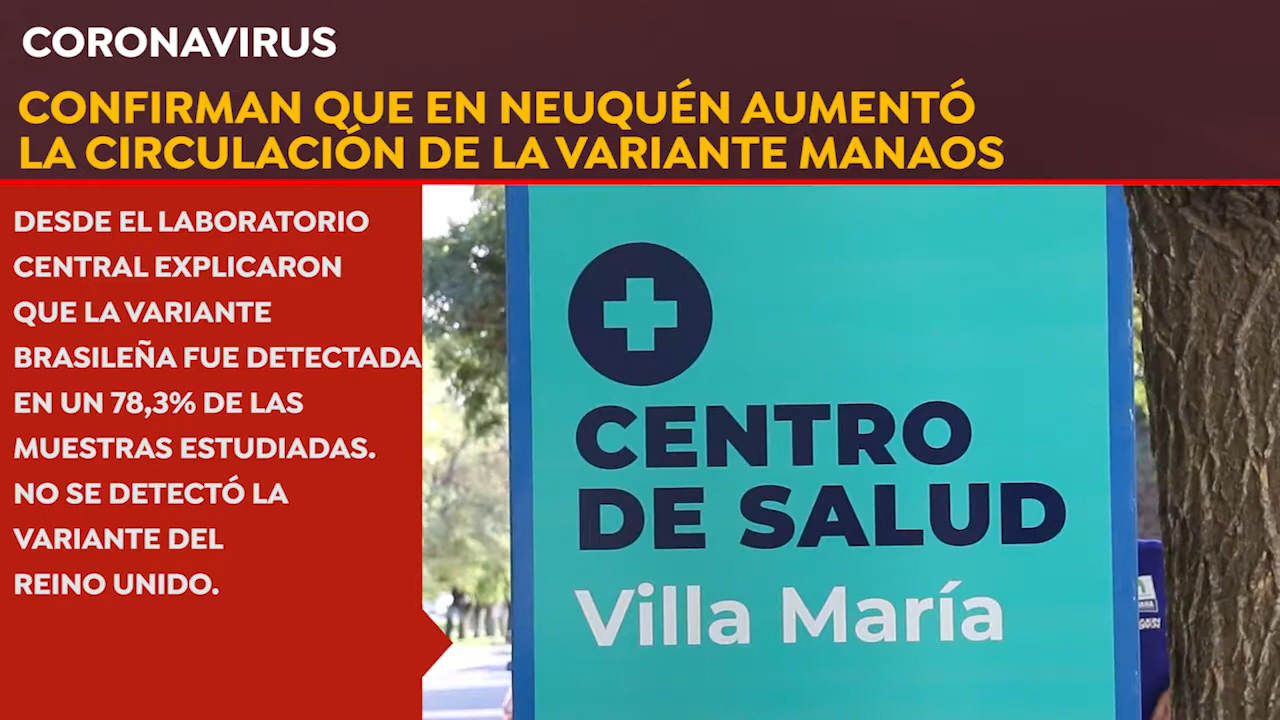 CORONAVIRUS
CONFIRMAN QUE EN NEUQUÉN AUMENTÓ
LA CIRCULACIÓN DE LA VARIANTE MANAOS
DESDE EL LABORATORIO
CENTRAL EXPLICARON
QUE LA VARIANTE
BRASILEÑA FUE DETECTADA
EN UN 78,3% DE LAS
MUESTRAS ESTUDIADAS.
NO SE DETECTÓ LA
VARIANTE DEL
REINO UNIDO.
CENTRO
DE SALUD
Villa María